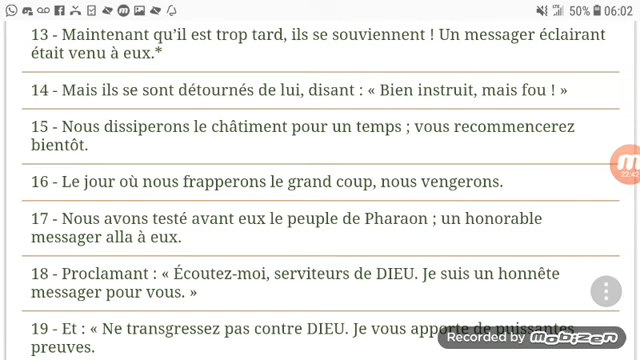 50% 06:02
13 - Maintenant qu'il est trop tard, ils se souviennent ! Un messager éclairant
était venu à eux.*
14 - Mais ils se sont détournés de lui, disant : « Bien instruit, mais fou ! »
15 - Nous dissiperons le châtiment pour un temps ; vous recommencerez
bientôt.
16 - Le jour où nous frapperons le grand coup, nous vengerons.
17 - Nous avons testé avant eux le peuple de Pharaon ; un honorable
messager alla à eux.
22:42
18 - Proclamant : « Écoutez-moi, serviteurs de DIEU. Je suis un honnête
messager pour vous. »
19 - Et : « Ne transgressez pas contre DIEU. Je vous apporte de puissantes
preuves.
Recorded by mobizen